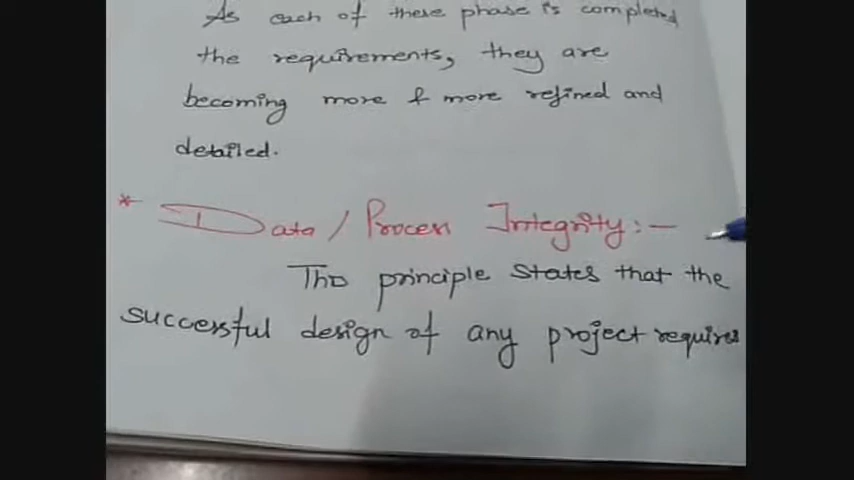 As each of these phase is completed
the requirements, they are
becoming more & more refined and
detailed.
* Data / Process Integrity :-
This principle states that the
successful design of any project requires